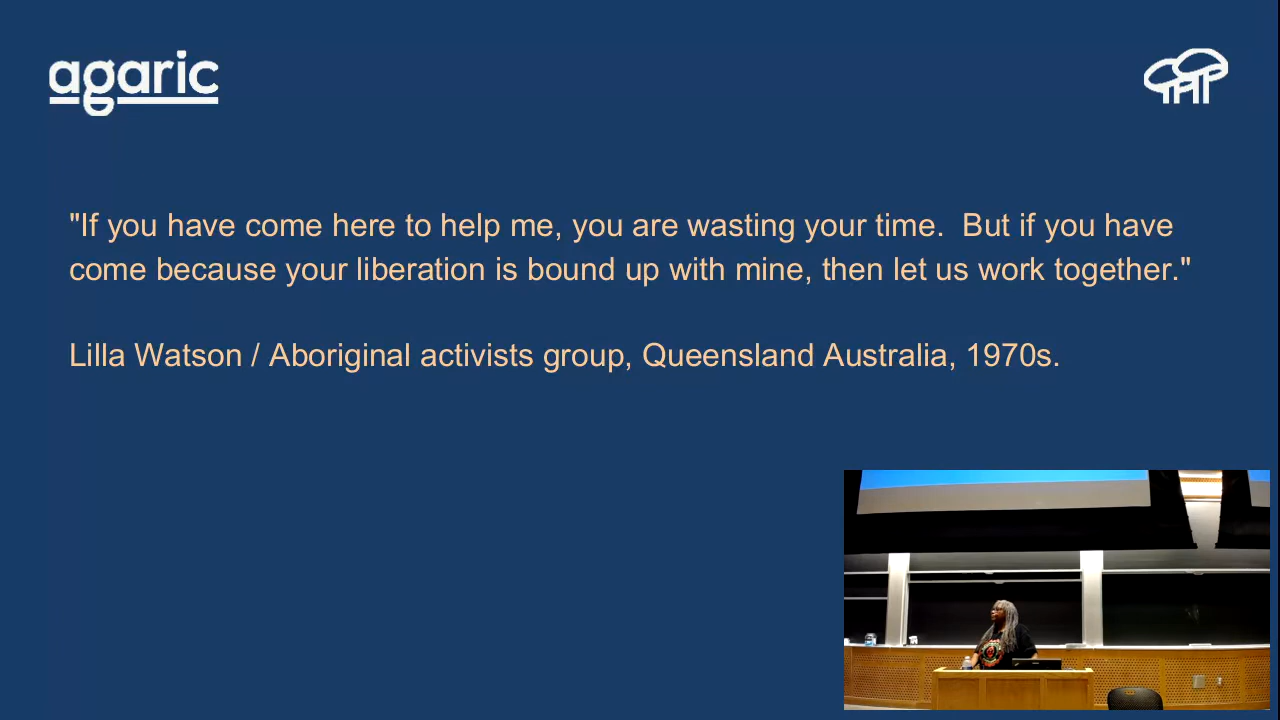 agaric
"If you have come here to help me, you are wasting your time.  But if you have
come because your liberation is bound up with mine, then let us work together."
Lilla Watson / Aboriginal activists group, Queensland Australia, 1970s.